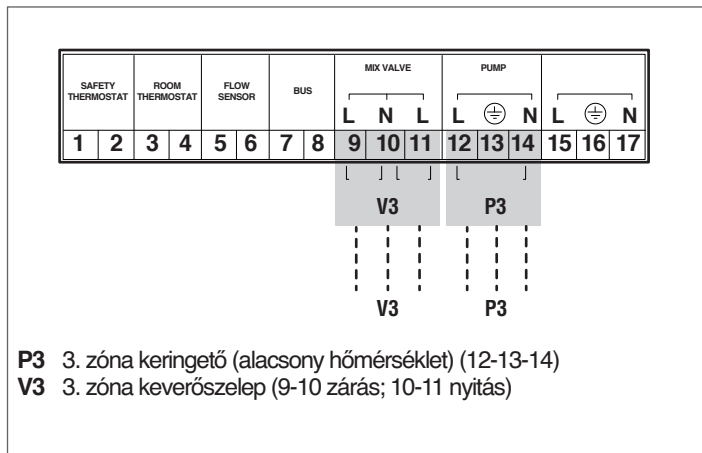 MIX VALVE PUMP
SAFETY THERMOSTAT ROOM THERMOSTAT FLOW SENSOR BUS
L N L L N L N
1 2 3 4 5 6 7 8 9 10 11 12 13 14 15 16 17
V3 P3
V3 P3
P3 3. zóna keringető (alacsony hőmérséklet) (12-13-14)
V3 3. zóna keverőszelep (9-10 zárás; 10-11 nyitás)